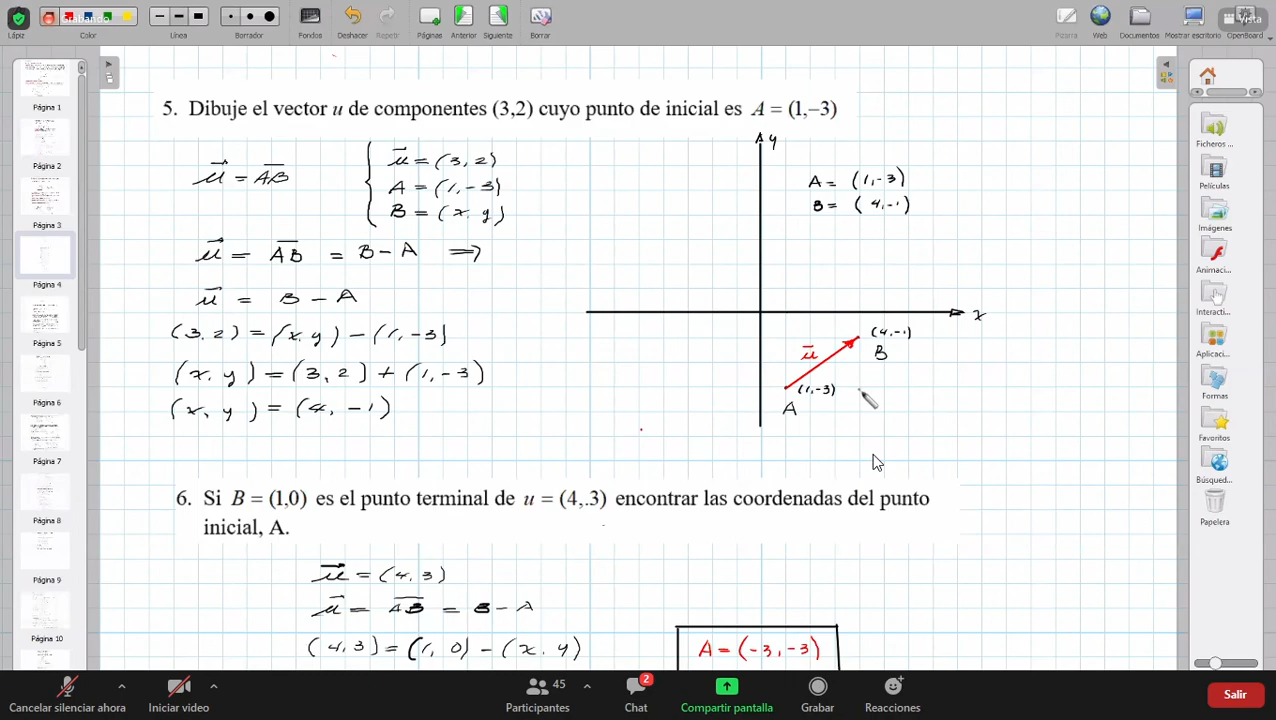 Grabando
Vista
Lápiz
Color
Línea
Borrador
Fondos
Deshacer
Repetir
Páginas
Anterior
Siguiente
Borrar
Pizarra
Web
Documentos
Mostrar escritorio
OpenBoard
Página 1
Página 2
Página 3
Página 4
Página 5
Página 6
Página 7
Página 8
Página 9
Página 10
5. Dibuje el vector u de componentes (3,2) cuyo punto de inicial es A = (1,–3)
u⃗ = AB
u⃗ = (3, 2)
A = (1, -3)
B = (x. y)
u⃗ = AB = B - A ⟹
u⃗ = B - A
(3. 2) = (x. y) - (1, -3)
(x. y) = (3, 2) + (1, -3)
(x, y) = (4, -1)
y
A = (1, -3)
B = (4, -1)
x
(4, -1)
B
u⃗
(1, -3)
A
6. Si B = (1,0) es el punto terminal de u = (4,.3) encontrar las coordenadas del punto
inicial, A.
u⃗ = (4, 3)
u⃗ = AB = B - A
(4, 3) = (1, 0) - (x. y)
A = (-3, -3)
Ficheros ...
Películas
Imágenes
Animaci...
Interacti...
Aplicaci...
Formas
Favoritos
Búsqued...
Papelera
Cancelar silenciar ahora
Iniciar video
45
Participantes
2
Chat
Compartir pantalla
Grabar
Reacciones
Salir